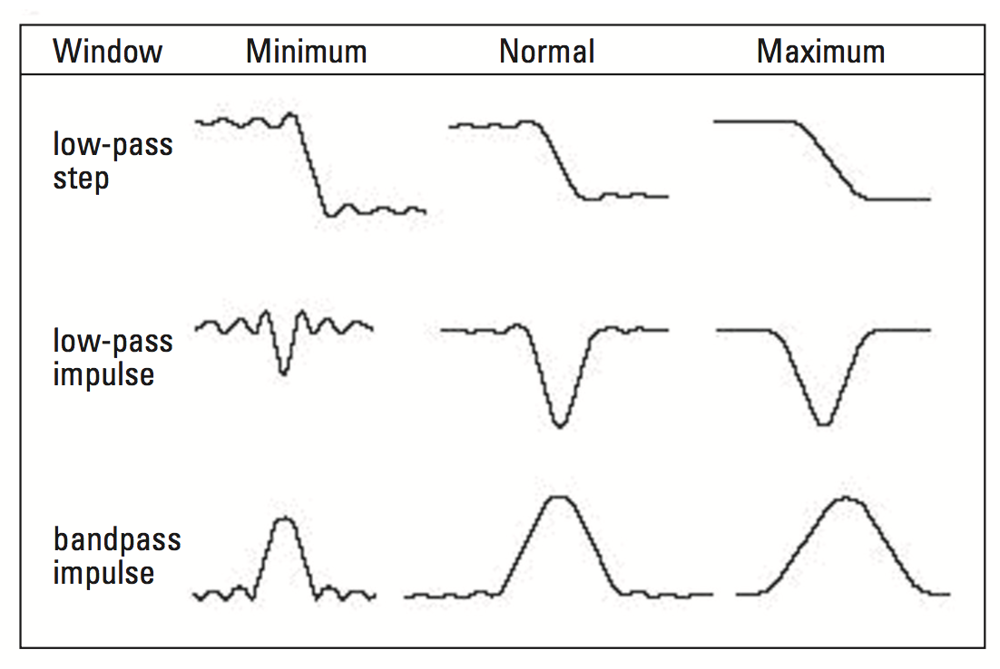 Window Minimum Normal Maximum
low-pass
step
low-pass
impulse
bandpass
impulse